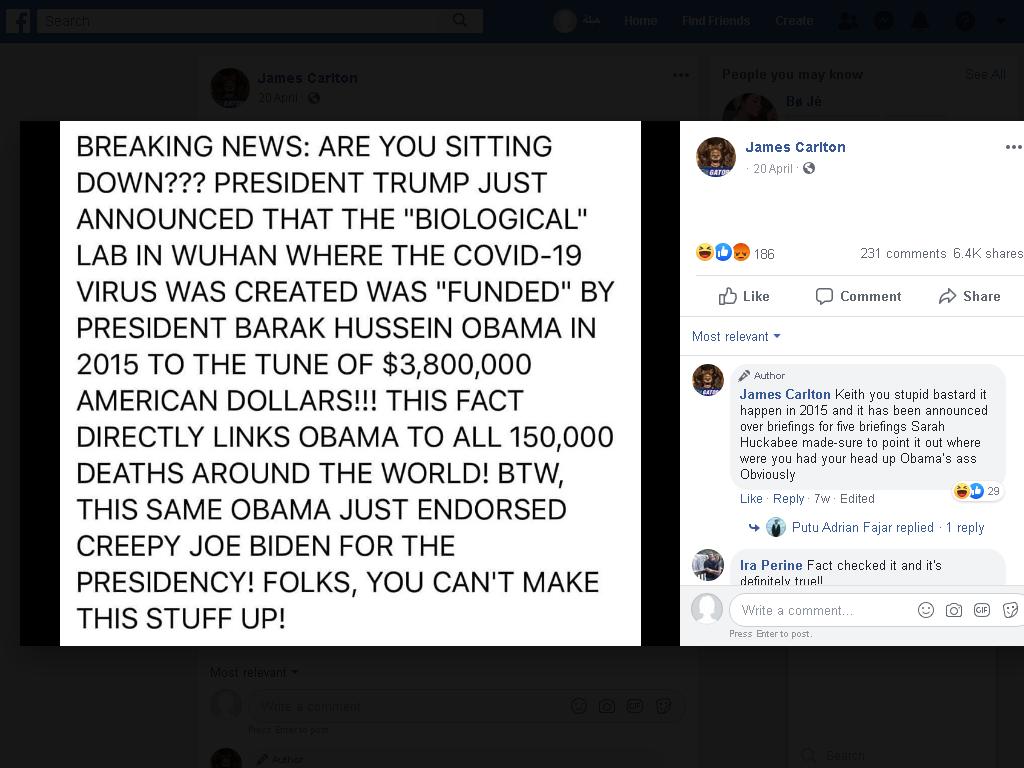 Search
هبلة
Home
Find Friends
Create
James Carlton
20 April ·
People you may know
See All
Bø Jè
BREAKING NEWS: ARE YOU SITTING
DOWN??? PRESIDENT TRUMP JUST
ANNOUNCED THAT THE "BIOLOGICAL"
LAB IN WUHAN WHERE THE COVID-19
VIRUS WAS CREATED WAS "FUNDED" BY
PRESIDENT BARAK HUSSEIN OBAMA IN
2015 TO THE TUNE OF $3,800,000
AMERICAN DOLLARS!!! THIS FACT
DIRECTLY LINKS OBAMA TO ALL 150,000
DEATHS AROUND THE WORLD! BTW,
THIS SAME OBAMA JUST ENDORSED
CREEPY JOE BIDEN FOR THE
PRESIDENCY! FOLKS, YOU CAN'T MAKE
THIS STUFF UP!
James Carlton
· 20 April ·
186
231 comments 6.4K shares
Like
Comment
Share
Most relevant
Author
James Carlton Keith you stupid bastard it
happen in 2015 and it has been announced
over briefings for five briefings Sarah
Huckabee made-sure to point it out where
were you had your head up Obama's ass
Obviously
29
Like · Reply · 7w · Edited
Putu Adrian Fajar replied · 1 reply
Ira Perine Fact checked it and it's
definitely true!!
Write a comment...
GIF
Press Enter to post.
Most relevant
Write a comment
GIF
Press Enter to post
Author
Search